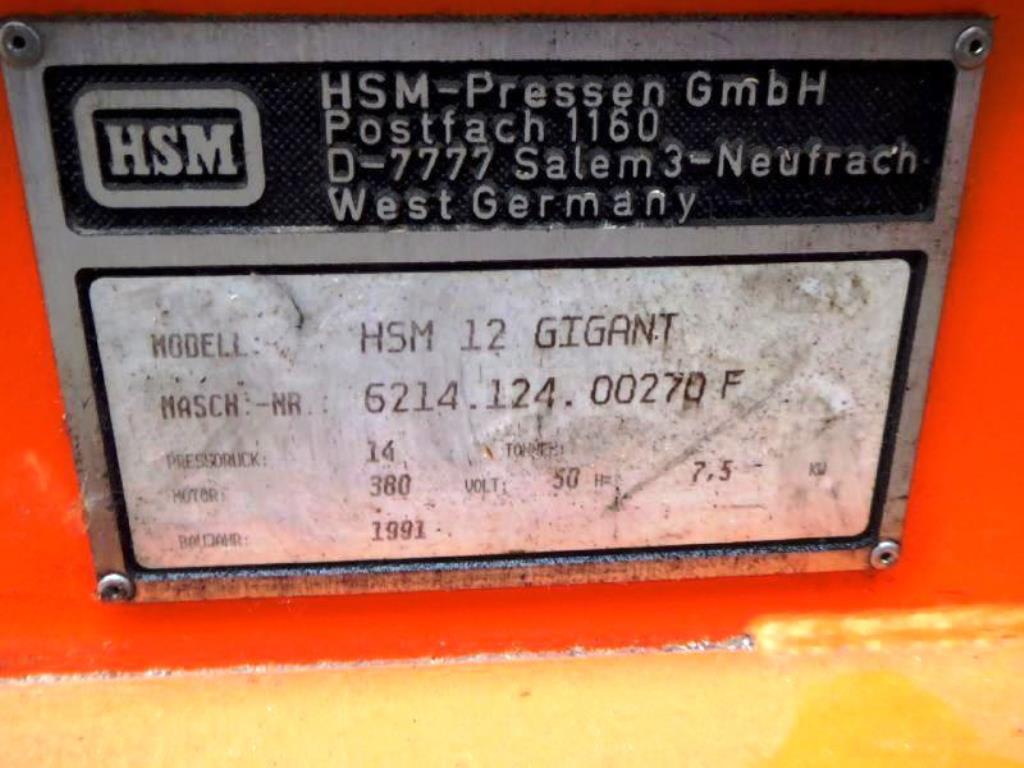 HSM
HSM-Pressen GmbH
Postfach 1160
D-7777 Salem 3-Neufrach
West Germany
MODELL: HSM 12 GIGANT
MASCH.-NR.: 6214.124.00270 F
PRESSDRUCK: 14 TONNEN
MOTOR: 380 VOLT: 50 H 7,5 KW
BAUJAHR: 1991